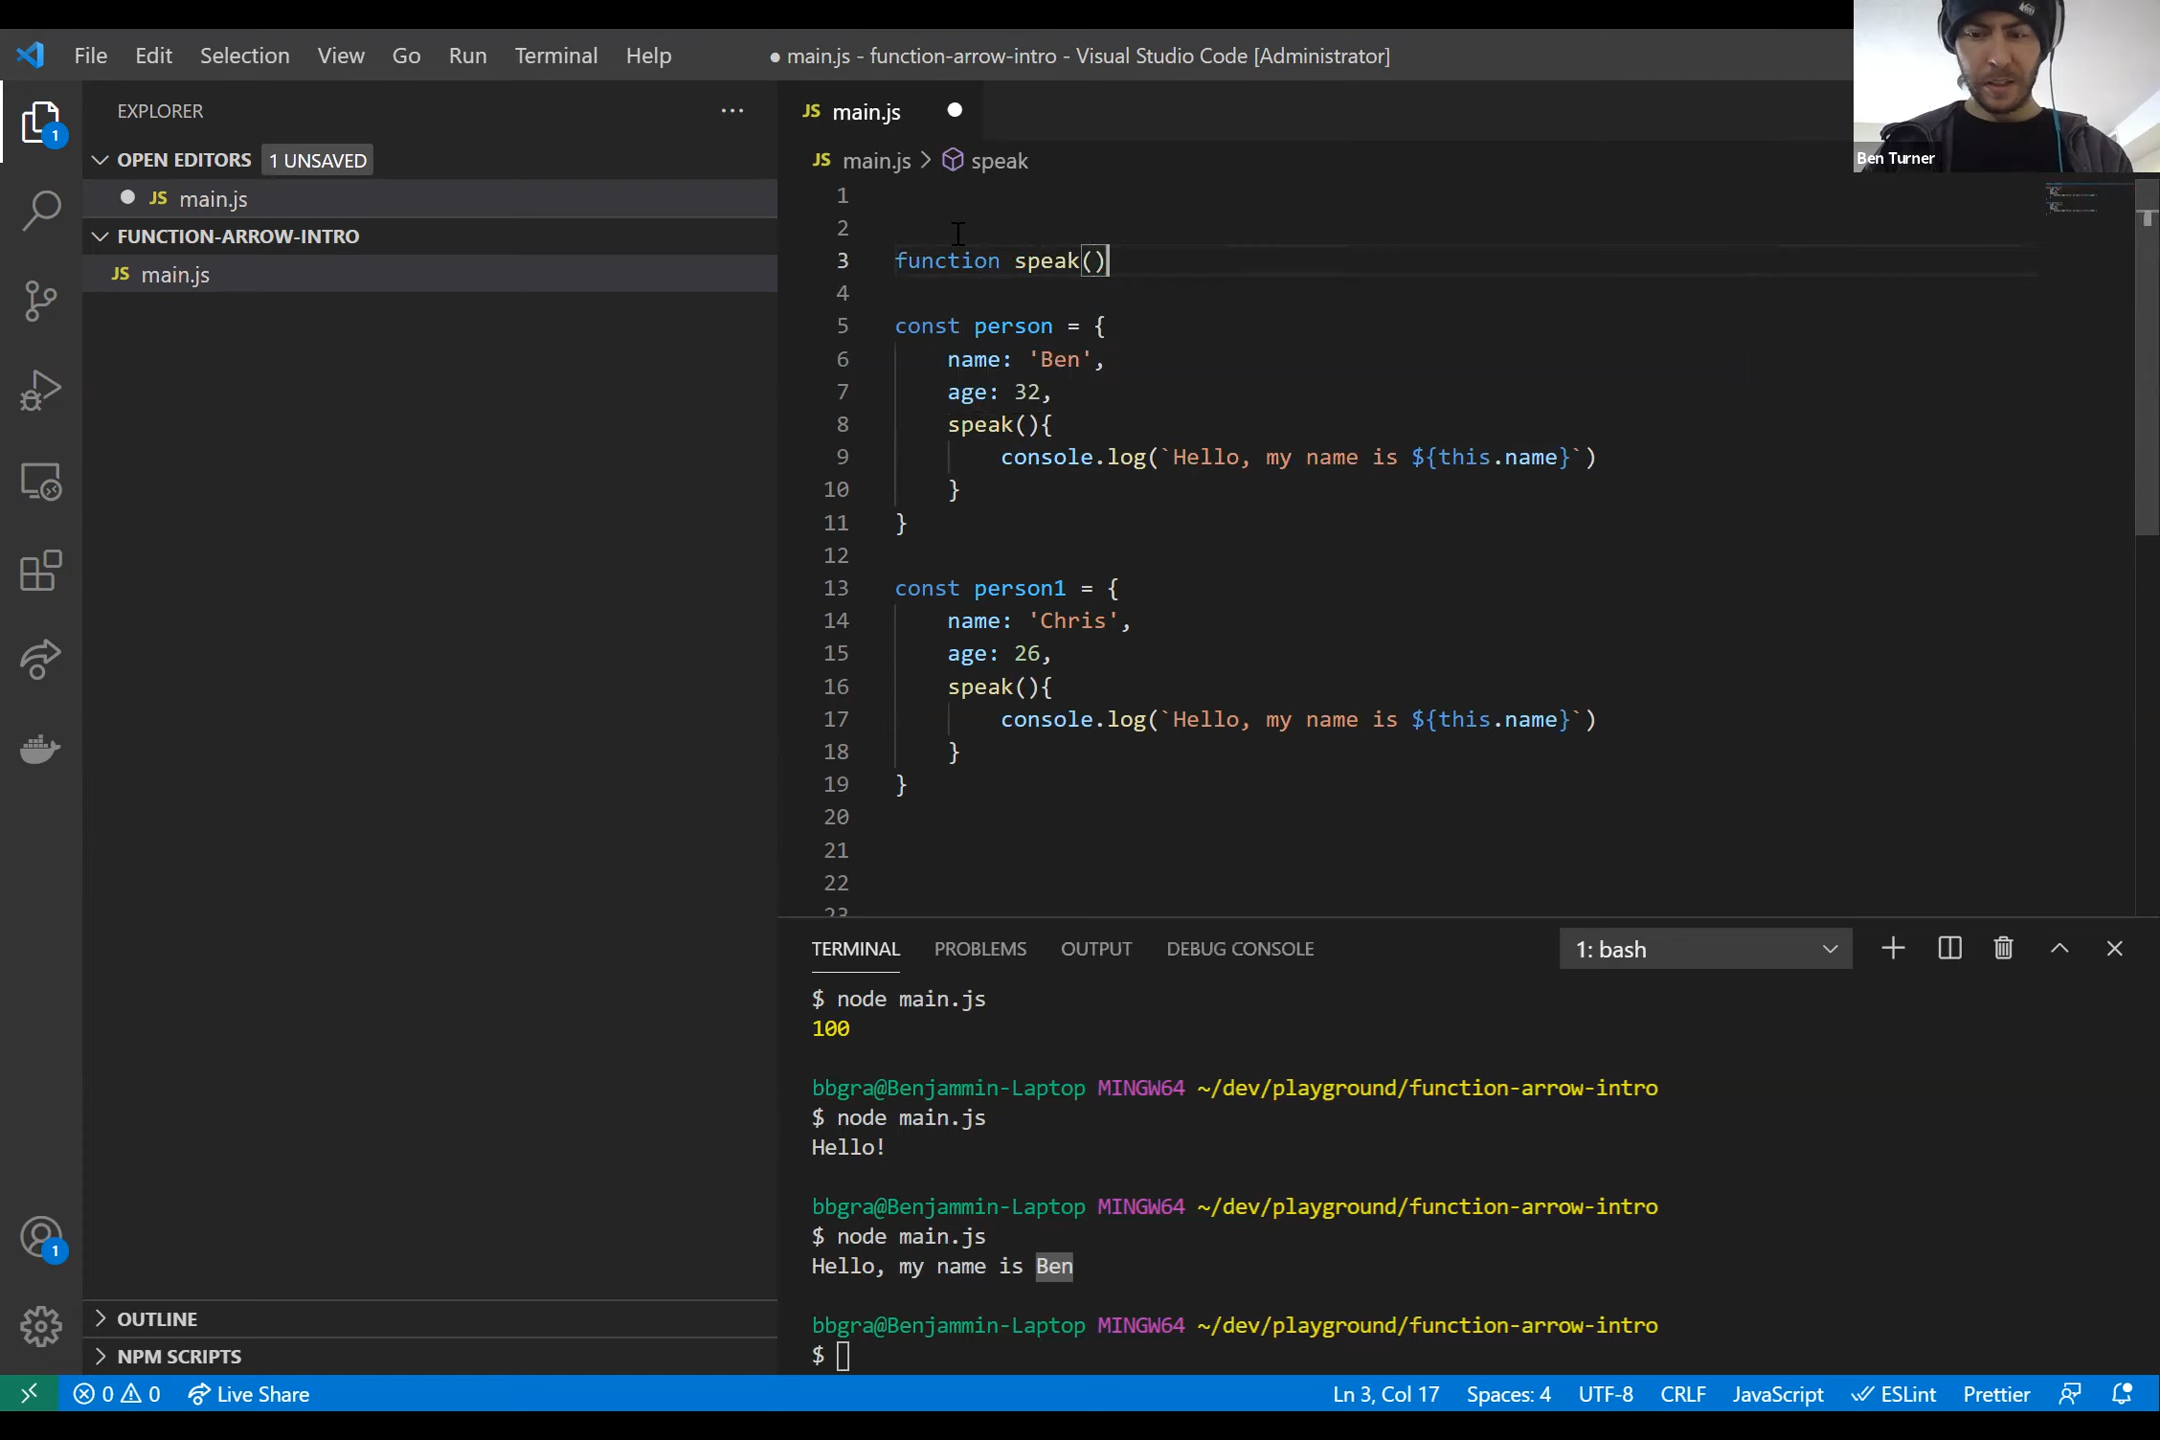 File Edit Selection View Go Run Terminal Help ● main.js - function-arrow-intro - Visual Studio Code [Administrator]
Ben Turner
EXPLORER ···
OPEN EDITORS 1 UNSAVED
● JS main.js
FUNCTION-ARROW-INTRO
JS main.js
OUTLINE
NPM SCRIPTS
1
1
JS main.js ●
JS main.js > speak
1
2
3 function speak()
4
5 const person = {
6 name: 'Ben',
7 age: 32,
8 speak(){
9 console.log(`Hello, my name is ${this.name}`)
10 }
11 }
12
13 const person1 = {
14 name: 'Chris',
15 age: 26,
16 speak(){
17 console.log(`Hello, my name is ${this.name}`)
18 }
19 }
20
21
22
23
TERMINAL PROBLEMS OUTPUT DEBUG CONSOLE 1: bash
$ node main.js
100
bbgra@Benjammin-Laptop MINGW64 ~/dev/playground/function-arrow-intro
$ node main.js
Hello!
bbgra@Benjammin-Laptop MINGW64 ~/dev/playground/function-arrow-intro
$ node main.js
Hello, my name is Ben
bbgra@Benjammin-Laptop MINGW64 ~/dev/playground/function-arrow-intro
$
0 0 Live Share Ln 3, Col 17 Spaces: 4 UTF-8 CRLF JavaScript ESLint Prettier